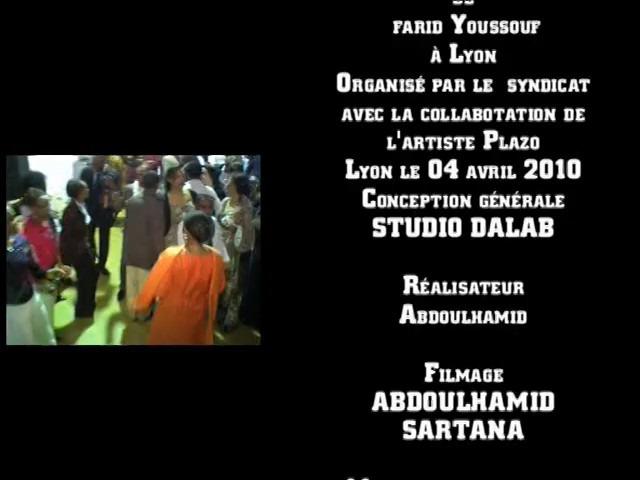 FARID YOUSSOUF
À LYON
ORGANISÉ PAR LE SYNDICAT
AVEC LA COLLABOTATION DE
L'ARTISTE PLAZO
LYON LE 04 AVRIL 2010
CONCEPTION GÉNÉRALE
STUDIO DALAB
RÉALISATEUR
ABDOULHAMID
FILMAGE
ABDOULHAMID
SARTANA